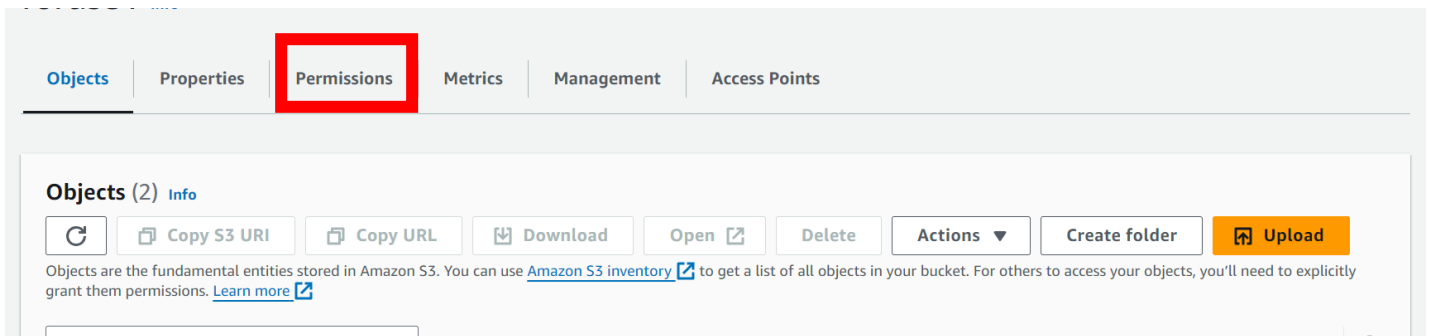 Objects Properties Permissions Metrics Management Access Points
Objects (2) Info
Copy S3 URI Copy URL Download Open Delete Actions Create folder Upload
Objects are the fundamental entities stored in Amazon S3. You can use Amazon S3 inventory to get a list of all objects in your bucket. For others to access your objects, you’ll need to explicitly
grant them permissions. Learn more